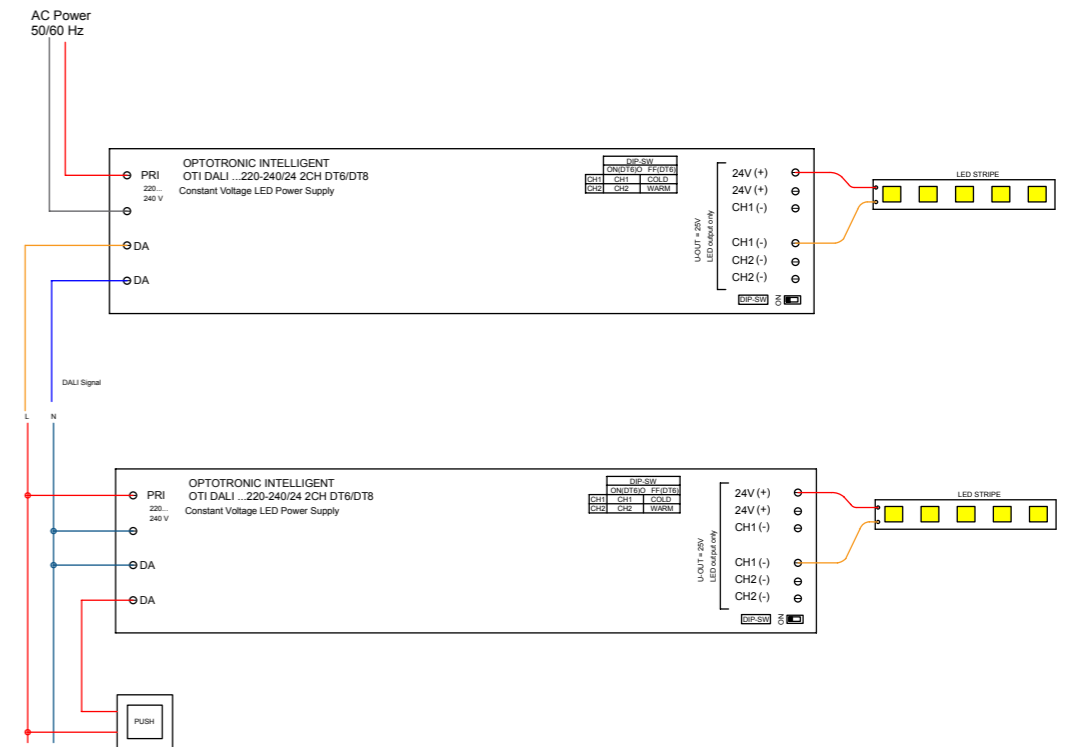 AC Power
50/60 Hz
OPTOTRONIC INTELLIGENT
OTI DALI ...220-240/24 2CH DT6/DT8
Constant Voltage LED Power Supply
PRI
220...
240 V
DA
DA
DIP-SW
ON(DT6)O FF(DT6)
CH1 CH1 COLD
CH2 CH2 WARM
U-OUT = 25V
LED output only
24V (+)
24V (+)
CH1 (-)
CH1 (-)
CH2 (-)
CH2 (-)
DIP-SW ON
LED STRIPE
DALI Signal
L N
OPTOTRONIC INTELLIGENT
OTI DALI ...220-240/24 2CH DT6/DT8
Constant Voltage LED Power Supply
PRI
220...
240 V
DA
DA
DIP-SW
ON(DT6)O FF(DT6)
CH1 CH1 COLD
CH2 CH2 WARM
U-OUT = 25V
LED output only
24V (+)
24V (+)
CH1 (-)
CH1 (-)
CH2 (-)
CH2 (-)
DIP-SW ON
LED STRIPE
PUSH